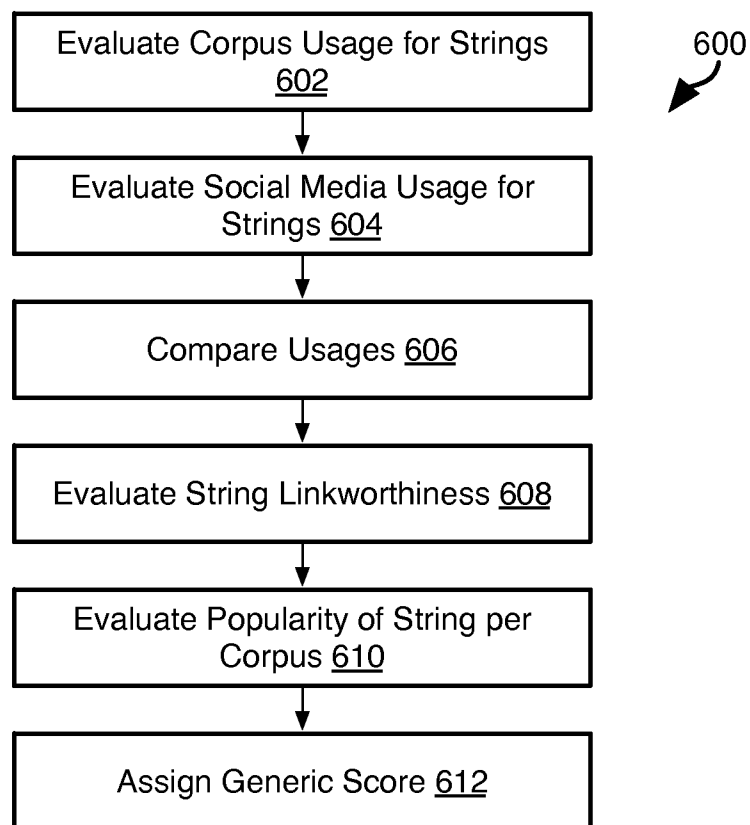 Evaluate Corpus Usage for Strings
602
600
Evaluate Social Media Usage for
Strings 604
Compare Usages 606
Evaluate String Linkworthiness 608
Evaluate Popularity of String per
Corpus 610
Assign Generic Score 612